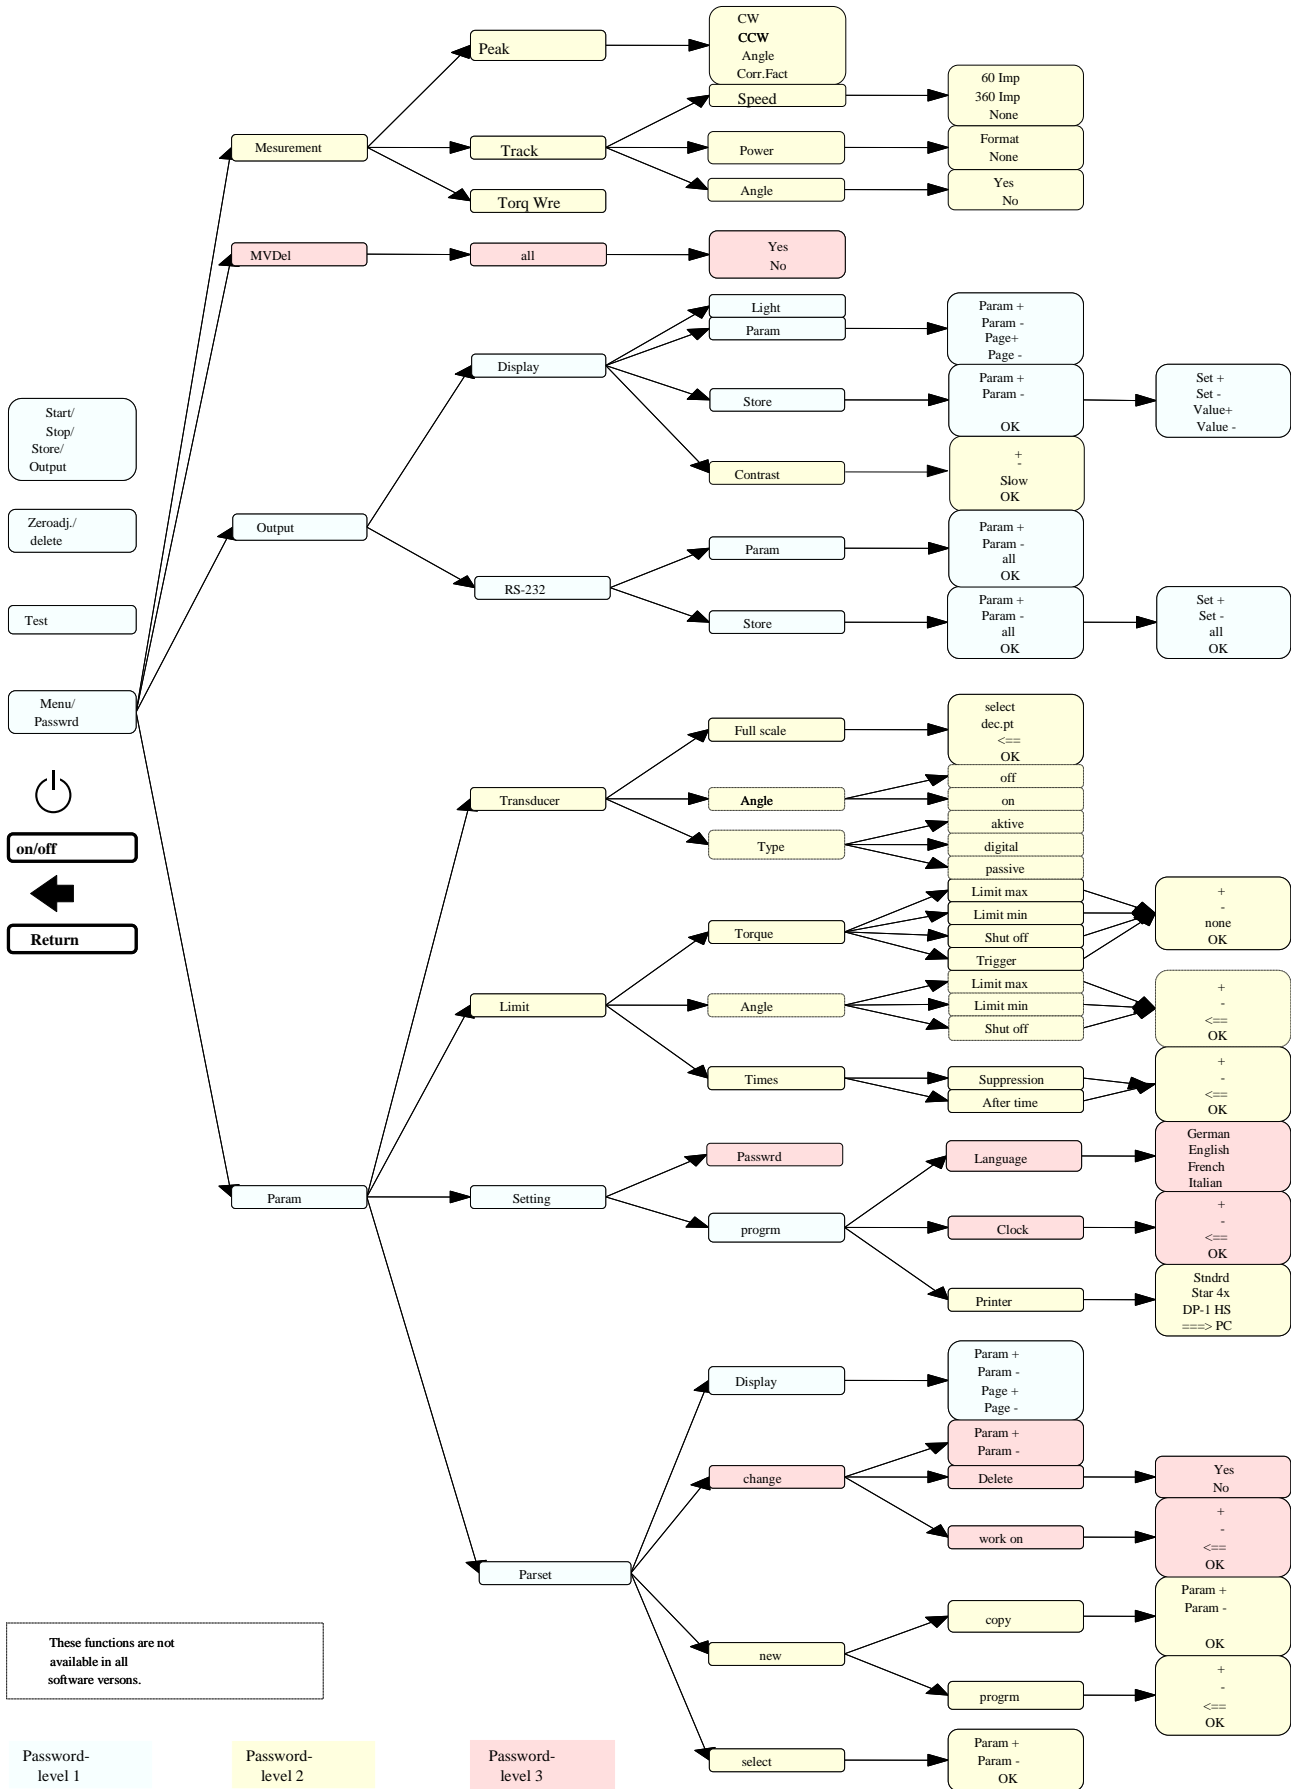 CW
CCW
Angle
Corr.Fact
Peak
60 Imp
360 Imp
None
Speed
Mesurement
Track
Power
Format
None
Torq Wre
Angle
Yes
No
MVDel
all
Yes
No
Light
Param
Param +
Param -
Page+
Page -
Display
Store
Param +
Param -
OK
Set +
Set -
Value+
Value -
Start/
Stop/
Store/
Output
Contrast
+
-
Slow
OK
Zeroadj./
delete
Output
Param
Param +
Param -
all
OK
RS-232
Test
Store
Param +
Param -
all
OK
Set +
Set -
all
OK
Menu/
Passwrd
Full scale
select
dec.pt
<==
OK
Transducer
Angle
off
on
Type
aktive
digital
passive
on/off
Return
Torque
Limit max
Limit min
Shut off
Trigger
+
-
none
OK
Limit
Angle
Limit max
Limit min
Shut off
+
-
<==
OK
Times
Suppression
After time
+
-
<==
OK
Param
Setting
Passwrd
Language
German
English
French
Italian
progrm
Clock
+
-
<==
OK
Printer
Stndrd
Star 4x
DP-1 HS
===> PC
Display
Param +
Param -
Page +
Page -
change
Param +
Param -
Delete
Yes
No
work on
+
-
<==
OK
Parset
copy
Param +
Param -
OK
new
progrm
+
-
<==
OK
select
Param +
Param -
OK
These functions are not
available in all
software versons.
Password-
level 1
Password-
level 2
Password-
level 3